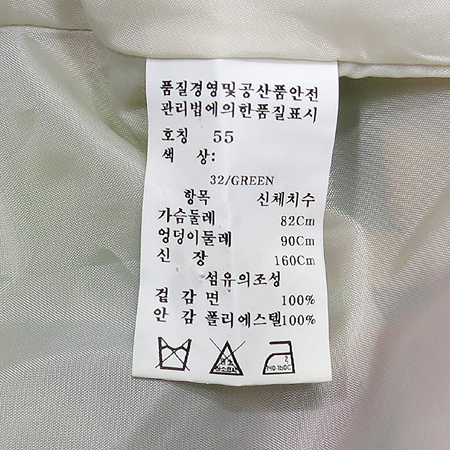 품질경영및공산품안전
관리법에의한품질표시
호칭 55
색 상:
32/GREEN
항목 신체치수
가슴둘레 82Cm
엉덩이둘레 90Cm
신 장 160Cm
섬유의조성
겉 감 면 100%
안 감 폴리에스텔100%